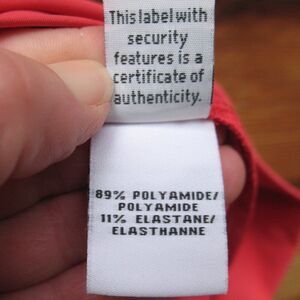 This label with
security
features is a
certificate of
authenticity.
89% POLYAMIDE/
POLYAMIDE
11% ELASTANE/
ELASTHANNE